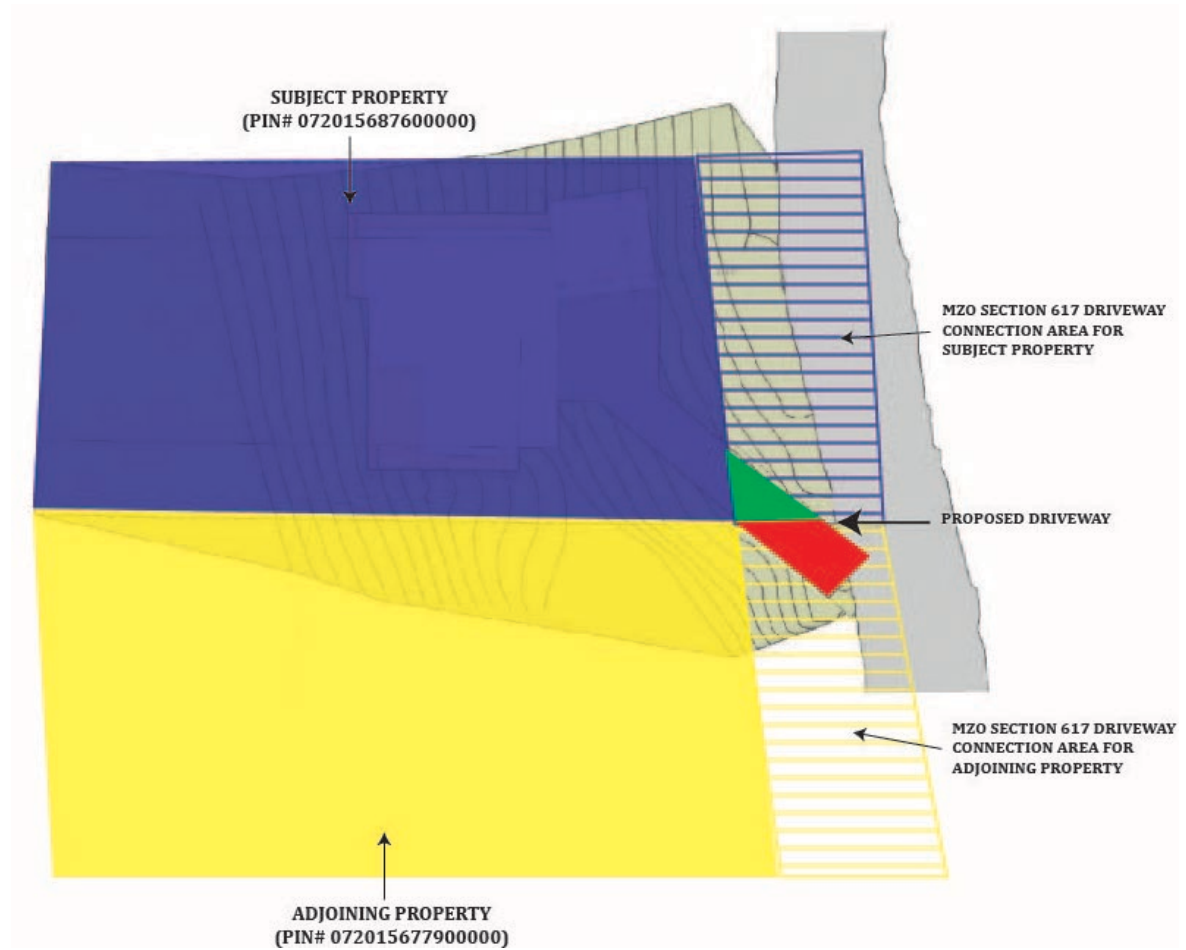 SUBJECT PROPERTY
(PIN# 072015687600000)
MZO SECTION 617 DRIVEWAY
CONNECTION AREA FOR
SUBJECT PROPERTY
PROPOSED DRIVEWAY
MZO SECTION 617 DRIVEWAY
CONNECTION AREA FOR
ADJOINING PROPERTY
ADJOINING PROPERTY
(PIN# 072015677900000)